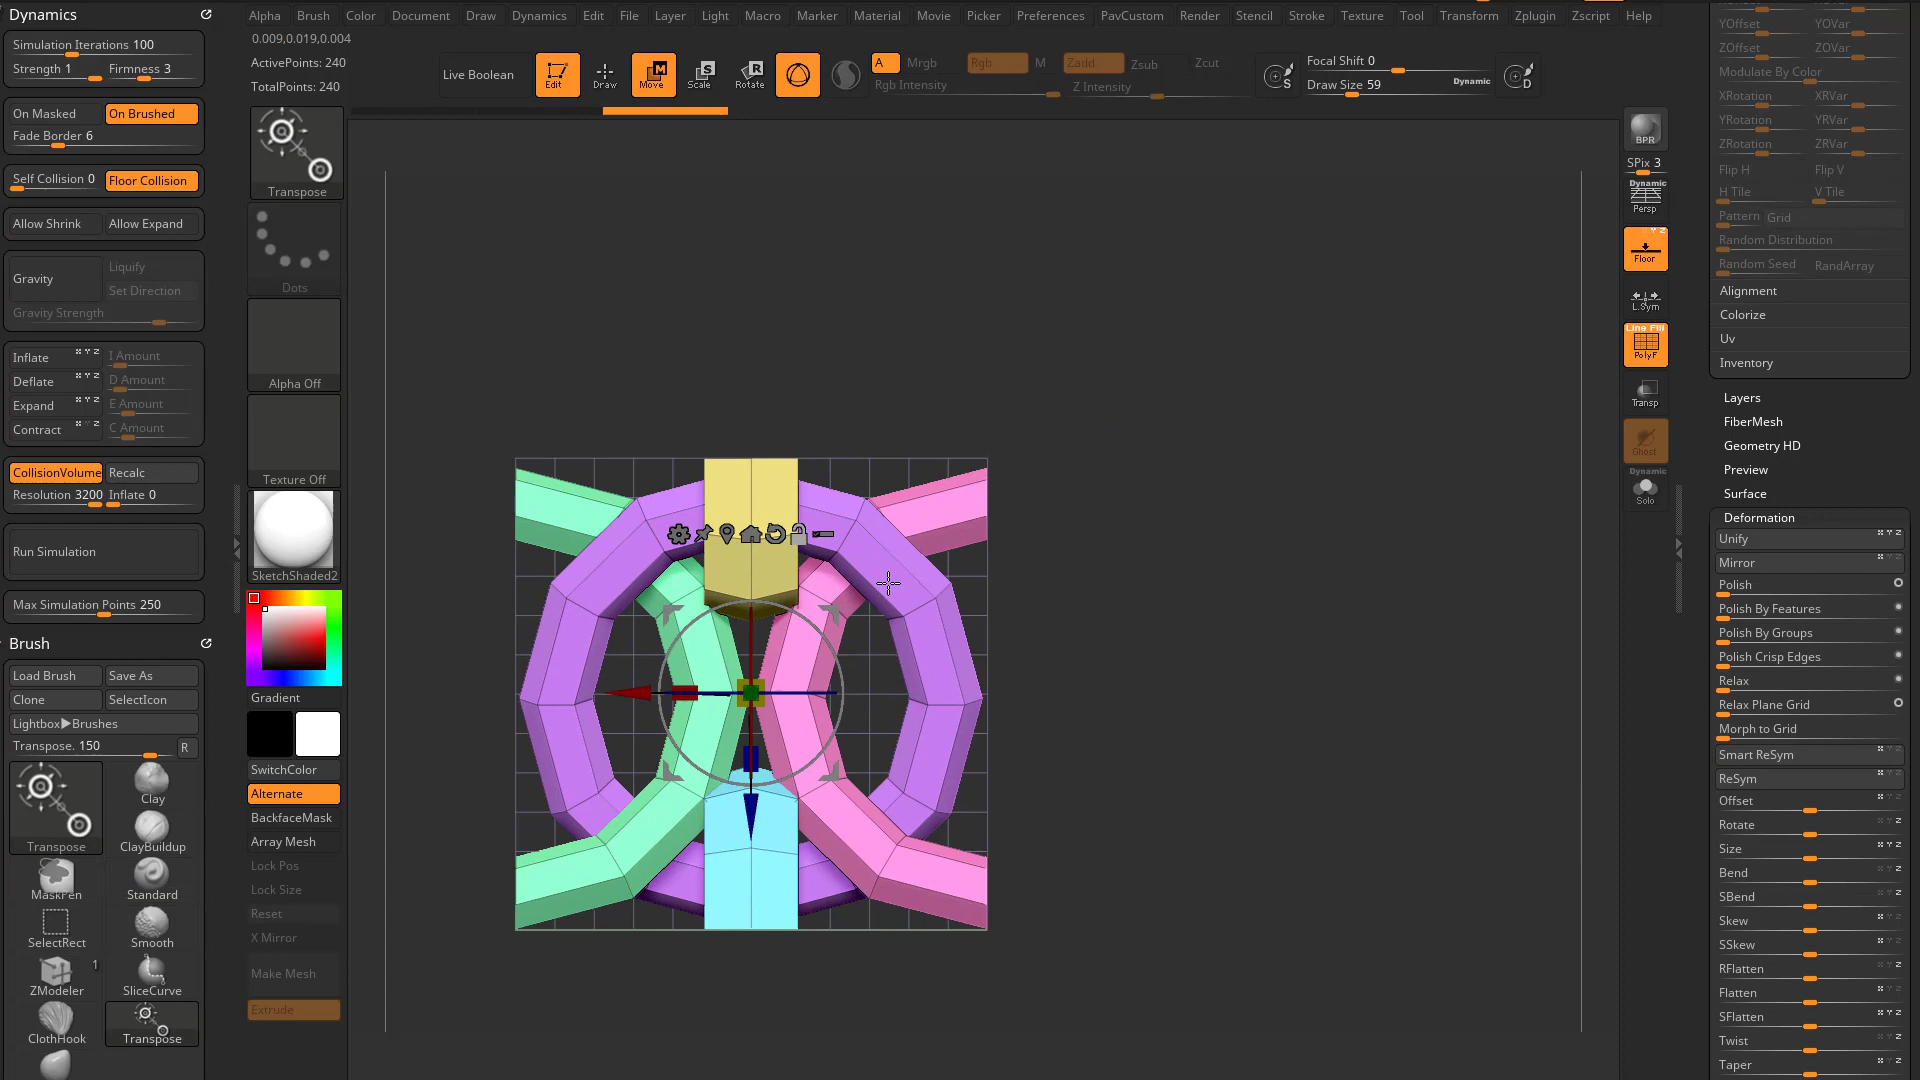 Dynamics
Simulation Iterations 100
Strength 1 Firmness 3
On Masked On Brushed
Fade Border 6
Self Collision 0 Floor Collision
Allow Shrink Allow Expand
Gravity Liquify
Set Direction
Gravity Strength
Inflate X Y Z I Amount
Deflate X Y Z D Amount
Expand X Y Z E Amount
Contract X Y Z C Amount
CollisionVolume Recalc
Resolution 3200 Inflate 0
Run Simulation
Max Simulation Points 250
Brush
Load Brush Save As
Clone SelectIcon
Lightbox▶Brushes
Transpose. 150 R
Transpose Clay
ClayBuildup
MaskPen Standard
SelectRect Smooth
ZModeler 1 SliceCurve
ClothHook Transpose
Alpha Brush Color Document Draw Dynamics Edit File Layer Light Macro Marker Material Movie Picker Preferences PavCustom Render Stencil Stroke Texture Tool Transform Zplugin Zscript Help
0.009,0.019,0.004
ActivePoints: 240
TotalPoints: 240
Live Boolean
Edit Draw Move Scale Rotate
A Mrgb Rgb M Zadd Zsub Zcut
Rgb Intensity Z Intensity
S
Focal Shift 0
Draw Size 59 Dynamic
D
Transpose
Dots
Alpha Off
Texture Off
SketchShaded2
Gradient
SwitchColor
Alternate
BackfaceMask
Array Mesh
Lock Pos
Lock Size
Reset
X Mirror
Make Mesh
Extrude
BPR
SPix 3
Dynamic
Persp
Floor
L.Sym
Line Fill
PolyF
Transp
Ghost
Dynamic
Solo
YOffset YOVar
ZOffset ZOVar
Modulate By Color
XRotation XRVar
YRotation YRVar
ZRotation ZRVar
Flip H Flip V
H Tile V Tile
Pattern Grid
Random Distribution
Random Seed RandArray
Alignment
Colorize
Uv
Inventory
Layers
FiberMesh
Geometry HD
Preview
Surface
Deformation
Unify
Mirror
Polish
Polish By Features
Polish By Groups
Polish Crisp Edges
Relax
Relax Plane Grid
Morph to Grid
Smart ReSym
ReSym
Offset
Rotate
Size
Bend
SBend
Skew
SSkew
RFlatten
Flatten
SFlatten
Twist
Taper